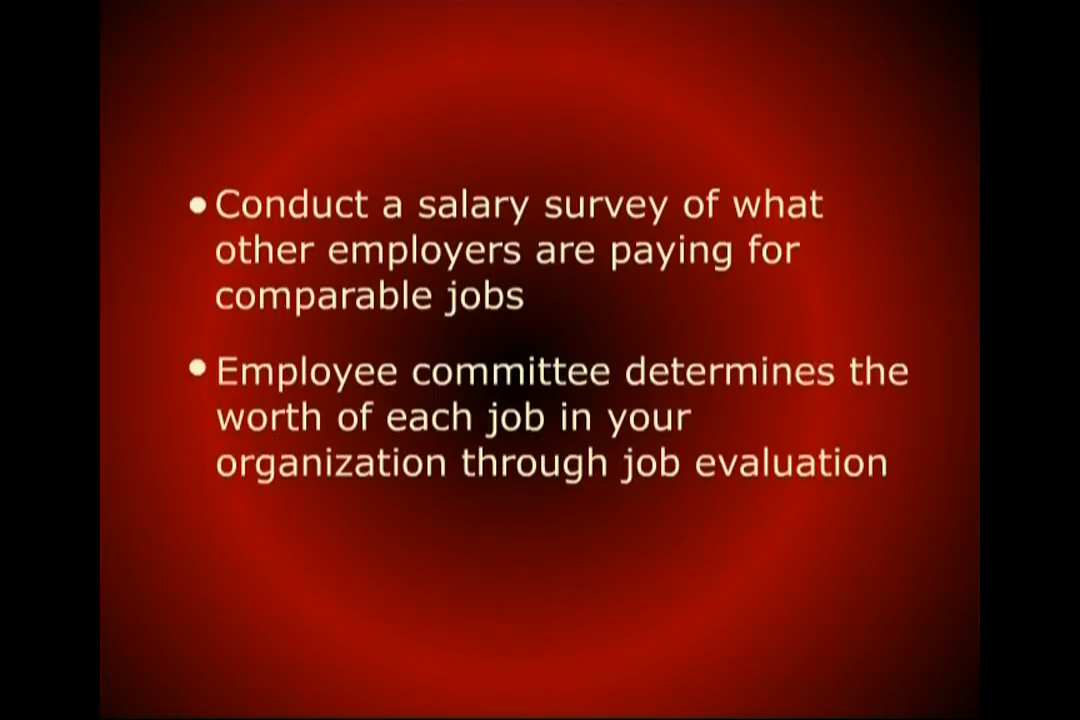 • Conduct a salary survey of what
other employers are paying for
comparable jobs
• Employee committee determines the
worth of each job in your
organization through job evaluation